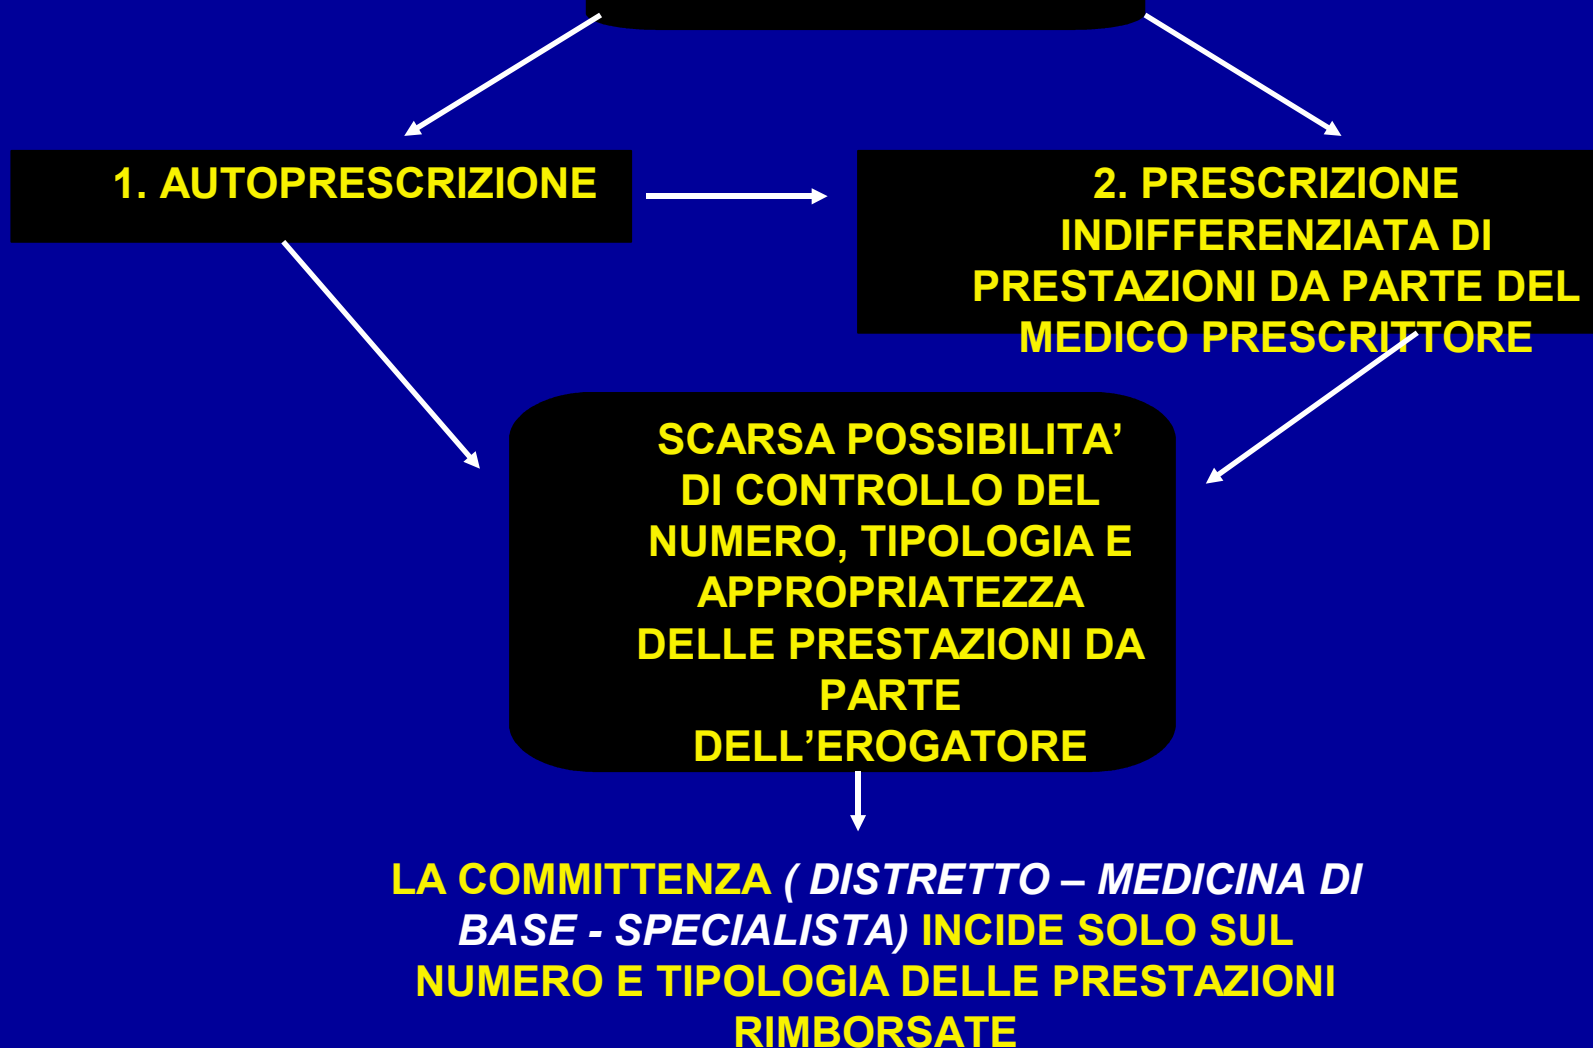 1. AUTOPRESCRIZIONE
2. PRESCRIZIONE
INDIFFERENZIATA DI
PRESTAZIONI DA PARTE DEL
MEDICO PRESCRITTORE
SCARSA POSSIBILITA’
DI CONTROLLO DEL
NUMERO, TIPOLOGIA E
APPROPRIATEZZA
DELLE PRESTAZIONI DA
PARTE
DELL’EROGATORE
LA COMMITTENZA ( DISTRETTO – MEDICINA DI
BASE - SPECIALISTA) INCIDE SOLO SUL
NUMERO E TIPOLOGIA DELLE PRESTAZIONI
RIMBORSATE